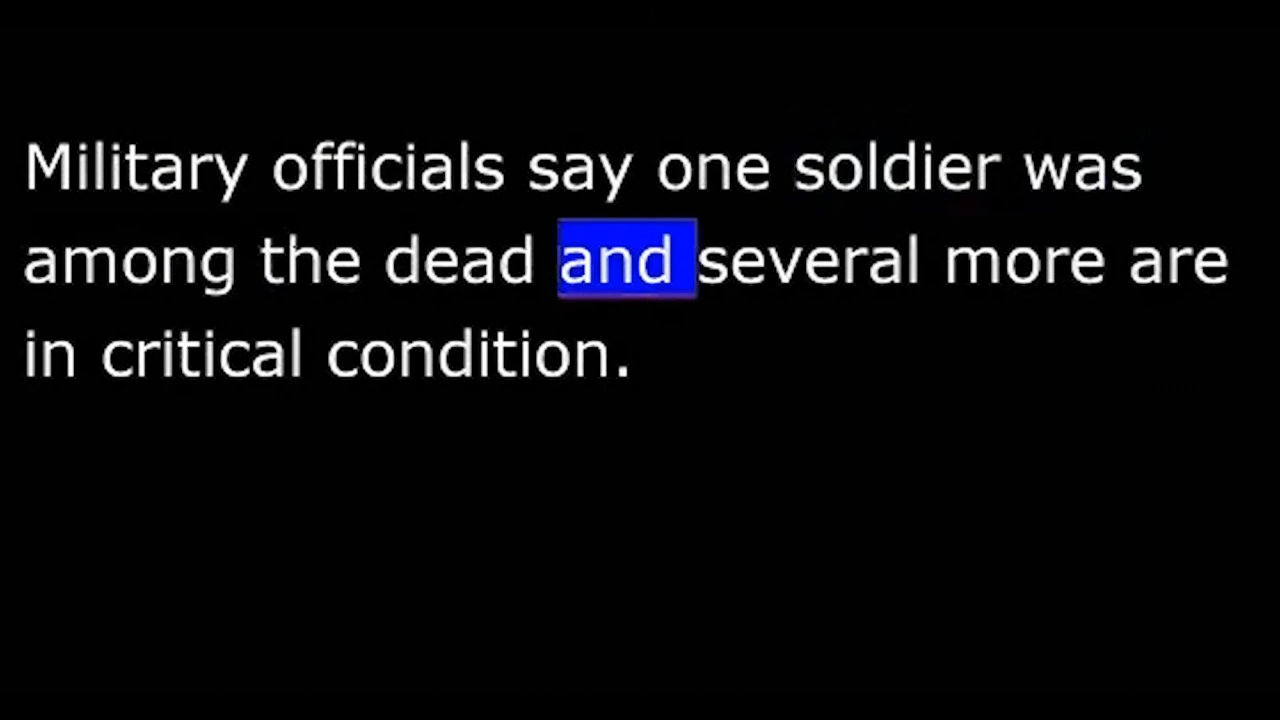 Military officials say one soldier was
among the dead and several more are
in critical condition.